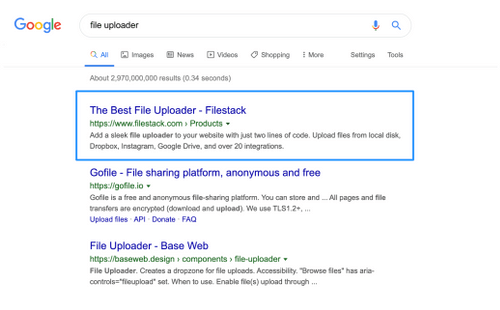 Google
file uploader
All Images News Videos Shopping More Settings Tools
About 2,970,000,000 results (0.34 seconds)
The Best File Uploader - Filestack
https://www.filestack.com › Products
Add a sleek file uploader to your website with just two lines of code. Upload files from local disk,
Dropbox, Instagram, Google Drive, and over 20 integrations.
Gofile - File sharing platform, anonymous and free
https://gofile.io
Gofile is a free and anonymous file-sharing platform. You can store and ... All pages and file
transfers are encrypted (download and upload). We use TLS1.2+, ...
Upload files · API · Donate · FAQ
File Uploader - Base Web
https://baseweb.design › components › file-uploader
File Uploader. Creates a dropzone for file uploads. Accessibility. "Browse files" has aria-
controls="fileupload" set. When to use. Enable file(s) upload through ...